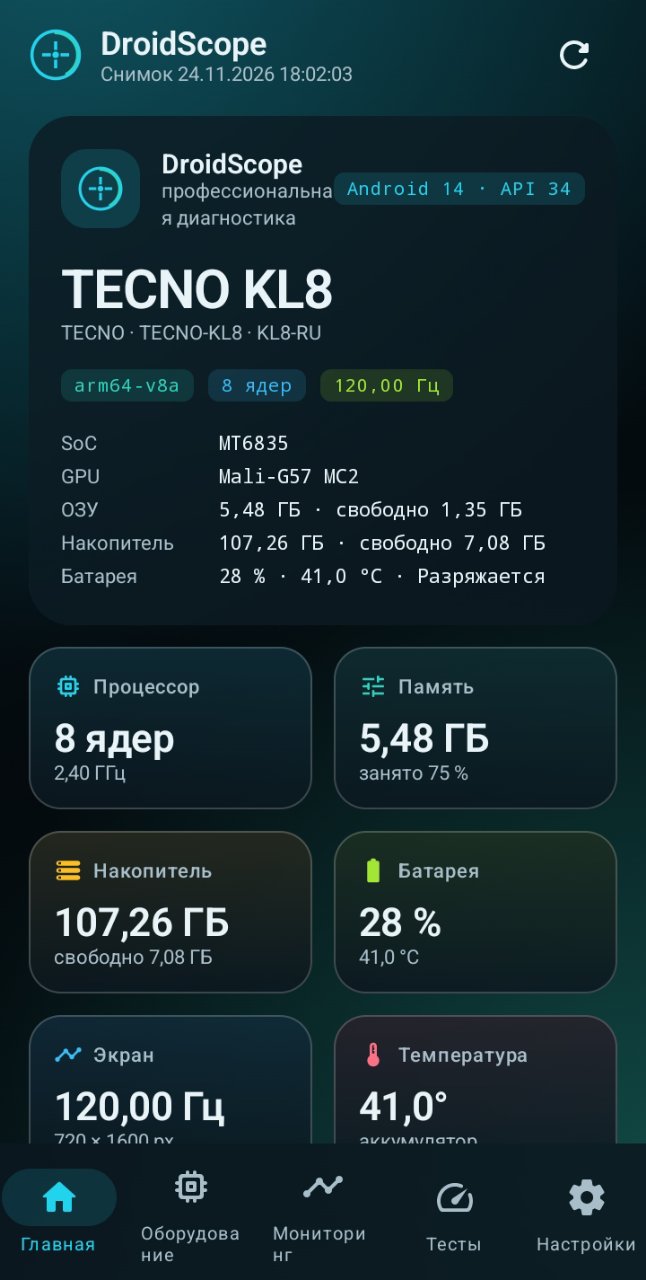 DroidScope
Снимок 24.11.2026 18:02:03
DroidScope
профессиональна
я диагностика
Android 14 · API 34
TECNO KL8
TECNO · TECNO-KL8 · KL8-RU
arm64-v8a 8 ядер 120,00 Гц
SoC MT6835
GPU Mali-G57 MC2
ОЗУ 5,48 ГБ · свободно 1,35 ГБ
Накопитель 107,26 ГБ · свободно 7,08 ГБ
Батарея 28 % · 41,0 °C · Разряжается
Процессор
8 ядер
2,40 ГГц
Память
5,48 ГБ
занято 75 %
Накопитель
107,26 ГБ
свободно 7,08 ГБ
Батарея
28 %
41,0 °C
Экран
120,00 Гц
720 × 1600 px
Температура
41,0°
аккумулятор
Главная
Оборудова
ние
Монитори
нг
Тесты
Настройки